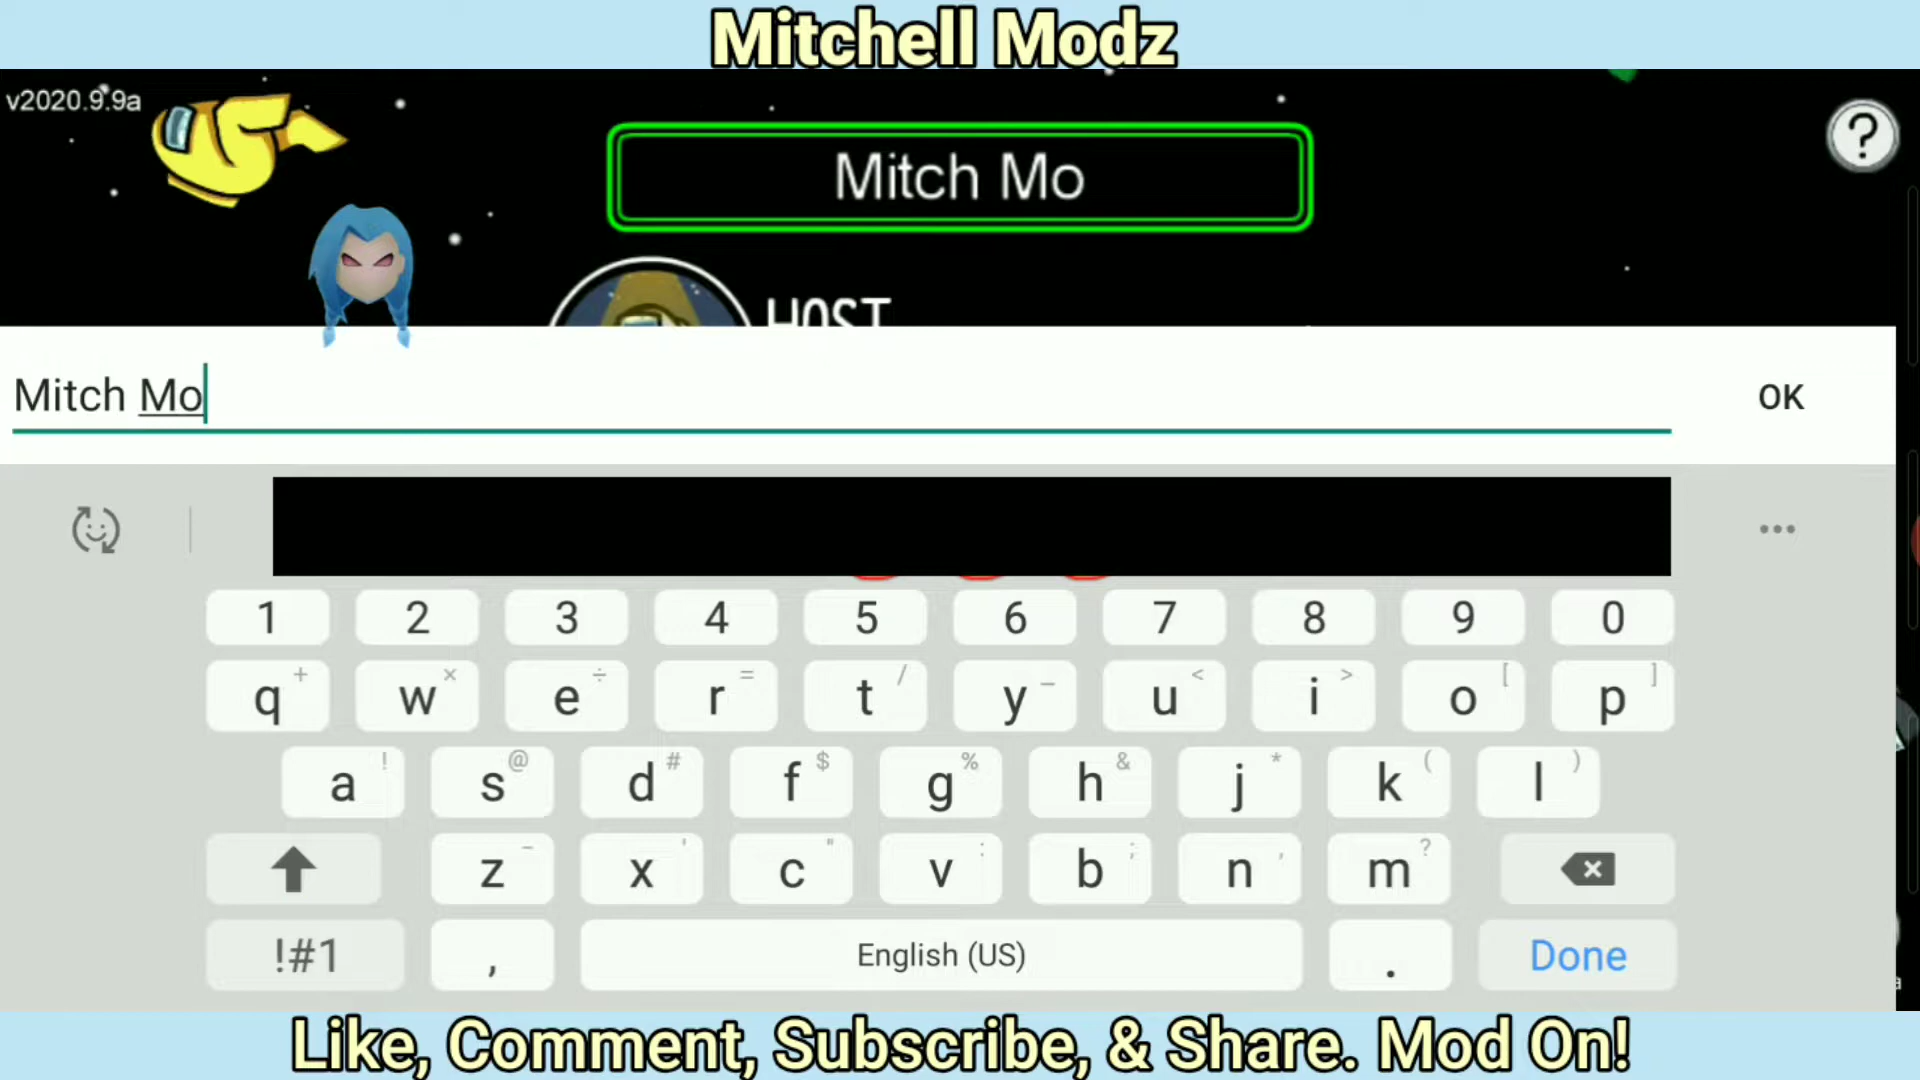 Mitchell Modz
v2020.9.9a
?
Mitch Mo
HOST
Mitch Mo
OK
1 2 3 4 5 6 7 8 9 0
q + w × e ÷ r = t / y _ u < i > o [ p ]
a ! s @ d # f $ g % h & j * k ( l )
z - x ' c " v : b ; n , m ?
!#1 , English (US) . Done
Like, Comment, Subscribe, & Share. Mod On!